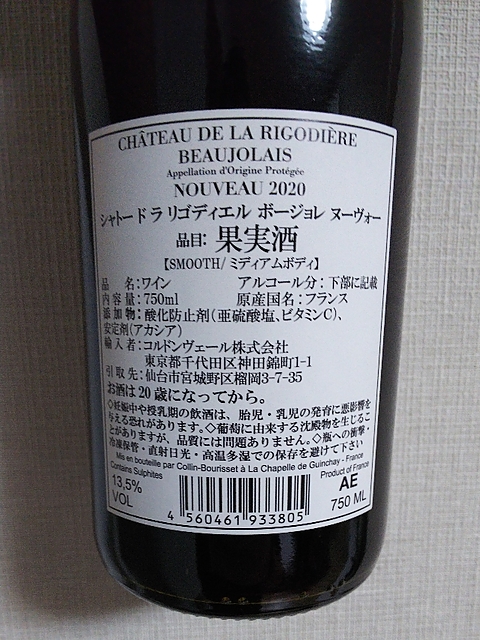 CHÂTEAU DE LA RIGODIÈRE
BEAUJOLAIS
Appellation d'Origine Protégée
NOUVEAU 2020
シャトー ド ラ リゴディエル ボージョレ ヌーヴォー
品目: 果実酒
【SMOOTH/ ミディアムボディ】
品 名:ワイン アルコール分:下部に記載
内 容 量:750ml 原産国名:フランス
添 加 物:酸化防止剤(亜硫酸塩、ビタミンC)、
安定剤(アカシア)
輸 入 者:コルドンヴェール株式会社
東京都千代田区神田錦町1-1
引 取 先:仙台市宮城野区榴岡3-7-35
お酒は20歳になってから。
◇妊娠中や授乳期の飲酒は、胎児・乳児の発育に悪影響を
与える恐れがあります。◇葡萄に由来する沈殿物を生じるこ
とがありますが、品質には問題ありません。◇瓶への衝撃・
冷凍保管・直射日光・高温多湿での保存を避けて下さい
Mis en bouteille par Collin-Bourisset à La Chapelle de Guinchay - France
Contains Sulphites Product of France
13,5% AE
VOL 750 ML
4 560461 933805